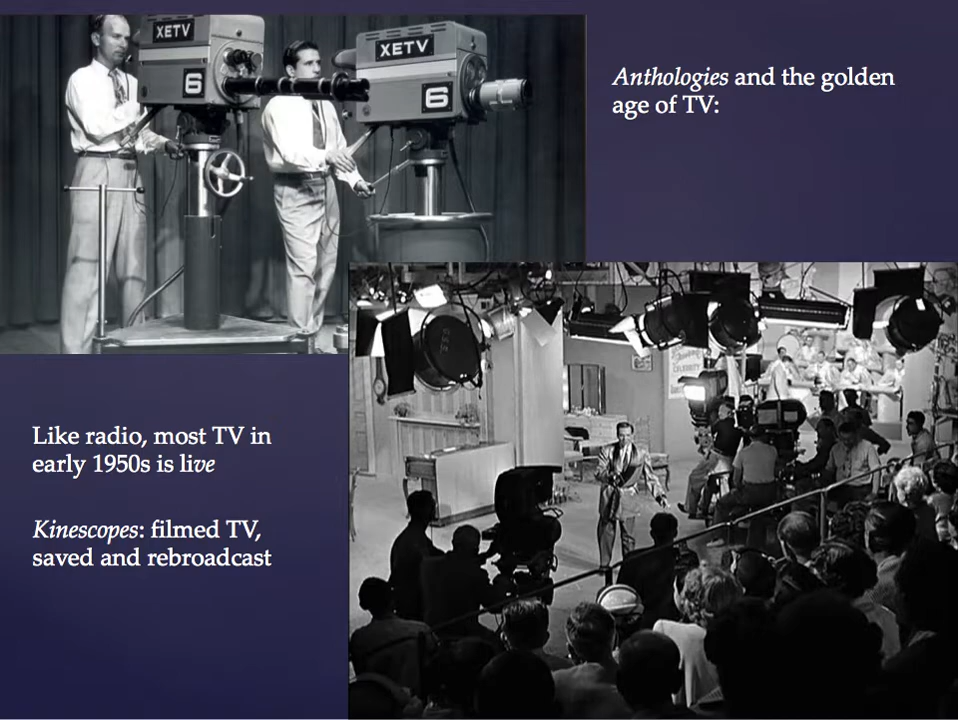 XETV
6
XETV
6
Anthologies and the golden
age of TV:
Like radio, most TV in
early 1950s is live
Kinescopes: filmed TV,
saved and rebroadcast